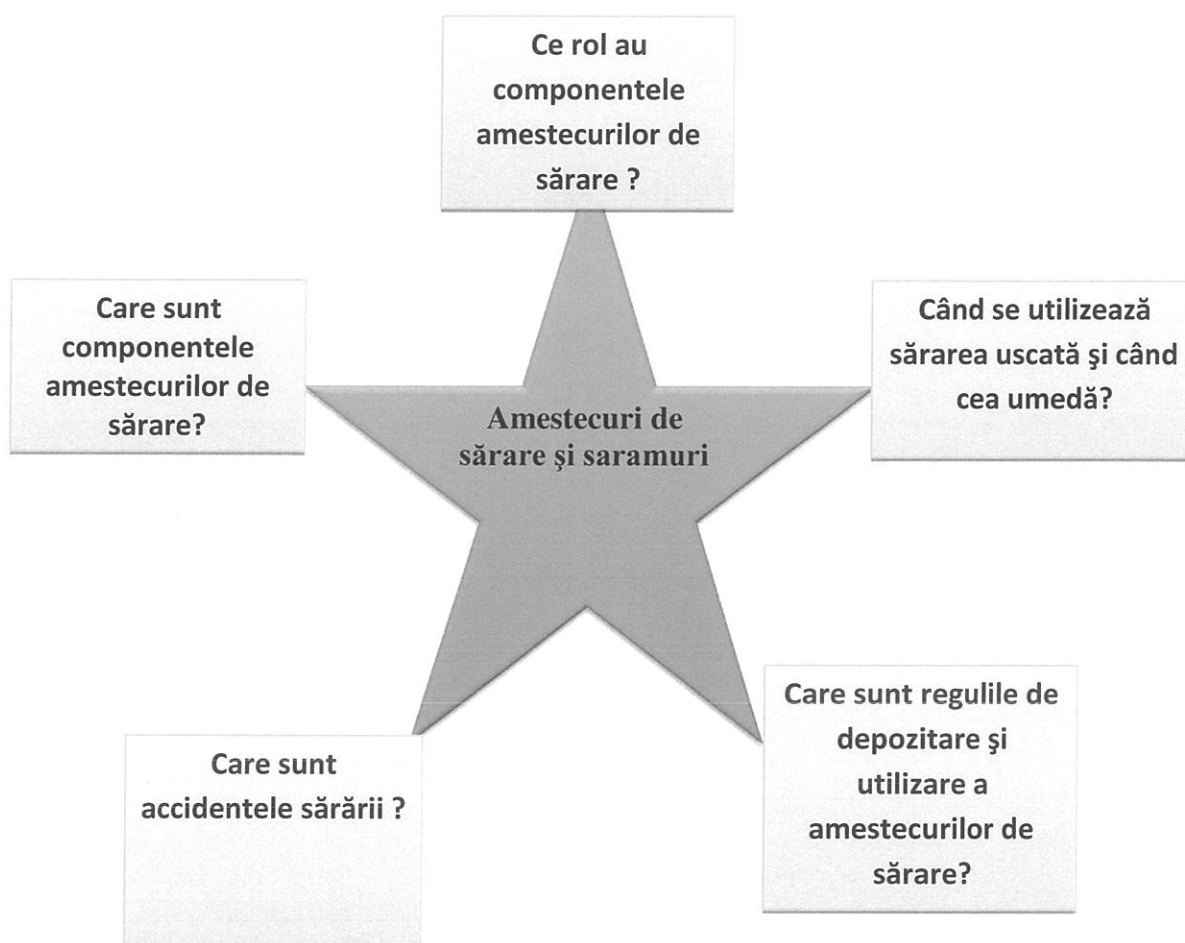 Ce rol au
componentele
amestecurilor de
sărare ?
Care sunt
componentele
amestecurilor de
sărare?
Când se utilizează
sărarea uscată şi când
cea umedă?
Amestecuri de
sărare şi saramuri
Care sunt
accidentele sărării ?
Care sunt regulile de
depozitare şi
utilizare a
amestecurilor de
sărare?